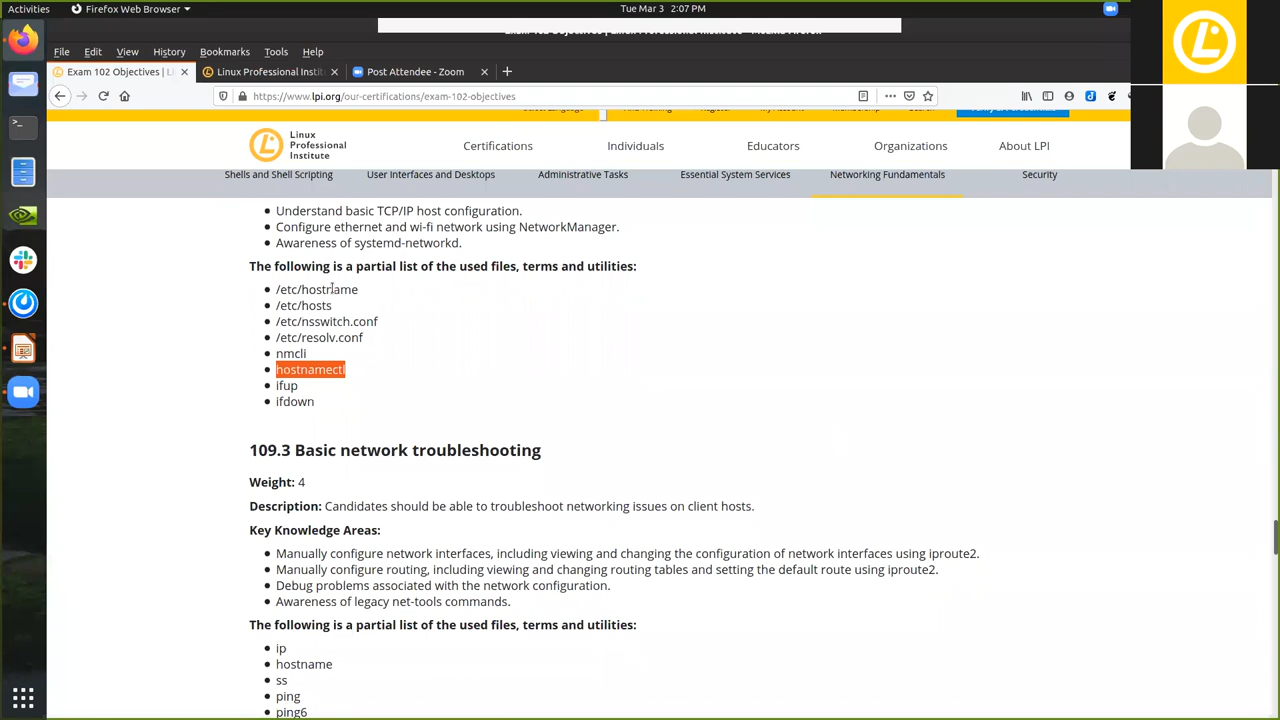 Activities
Firefox Web Browser
Tue Mar 3 2:07 PM
File Edit View History Bookmarks Tools Help
Exam 102 Objectives | Li
Linux Professional Instit
Post Attendee - Zoom
https://www.lpi.org/our-certifications/exam-102-objectives
Linux
Professional
Institute
Certifications
Individuals
Educators
Organizations
About LPI
Shells and Shell Scripting
User Interfaces and Desktops
Administrative Tasks
Essential System Services
Networking Fundamentals
Security
Understand basic TCP/IP host configuration.
Configure ethernet and wi-fi network using NetworkManager.
Awareness of systemd-networkd.
The following is a partial list of the used files, terms and utilities:
/etc/hostname
/etc/hosts
/etc/nsswitch.conf
/etc/resolv.conf
nmcli
hostnamectl
ifup
ifdown
109.3 Basic network troubleshooting
Weight: 4
Description: Candidates should be able to troubleshoot networking issues on client hosts.
Key Knowledge Areas:
Manually configure network interfaces, including viewing and changing the configuration of network interfaces using iproute2.
Manually configure routing, including viewing and changing routing tables and setting the default route using iproute2.
Debug problems associated with the network configuration.
Awareness of legacy net-tools commands.
The following is a partial list of the used files, terms and utilities:
ip
hostname
ss
ping
ping6